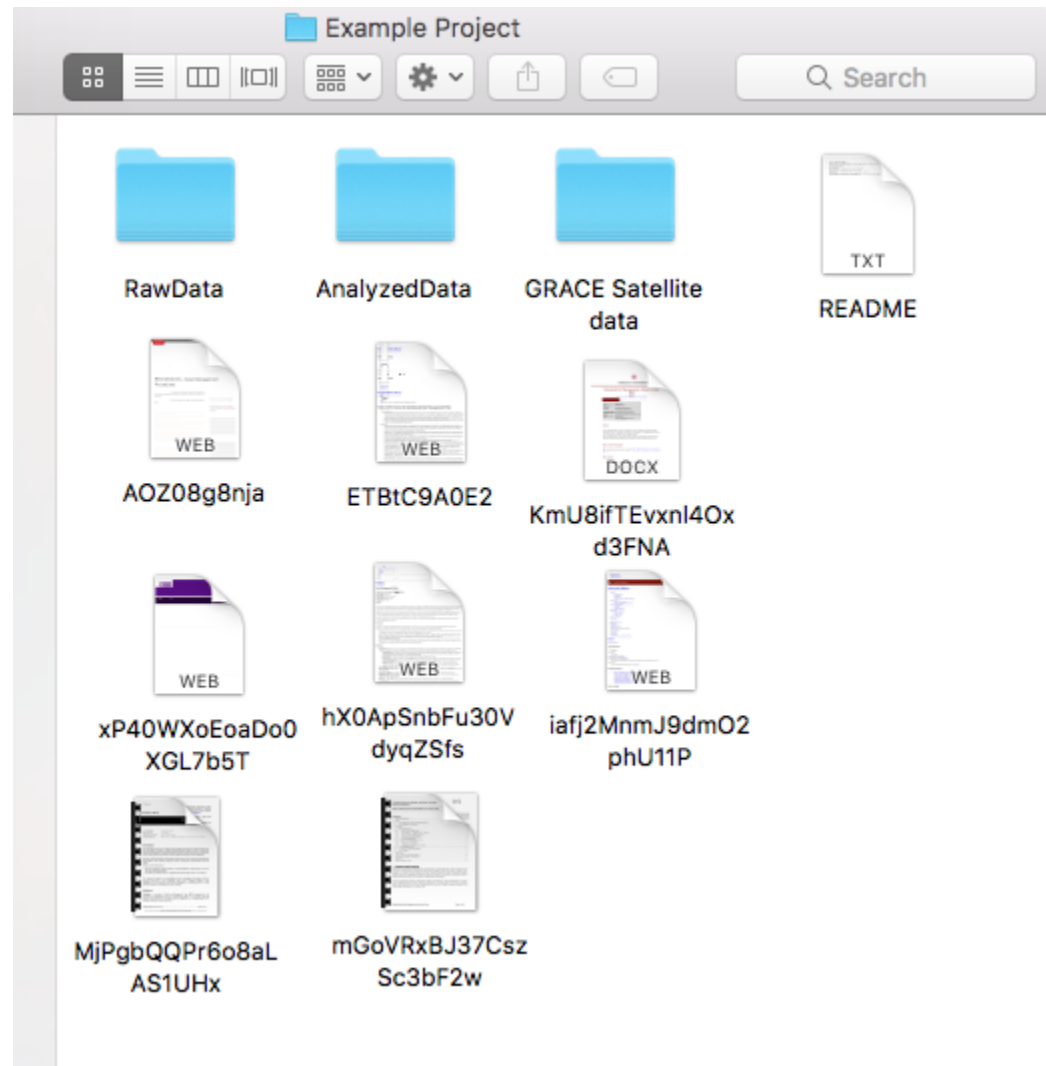 Example Project
Search
RawData
AnalyzedData
GRACE Satellite
data
TXT
README
WEB
AOZ08g8nja
WEB
ETBtC9A0E2
DOCX
KmU8ifTEvxnI4Ox
d3FNA
WEB
xP40WXoEoaDo0
XGL7b5T
WEB
hX0ApSnbFu30V
dyqZSfs
WEB
iafj2MnmJ9dmO2
phU11P
MjPgbQQPr6o8aL
AS1UHx
mGoVRxBJ37Csz
Sc3bF2w